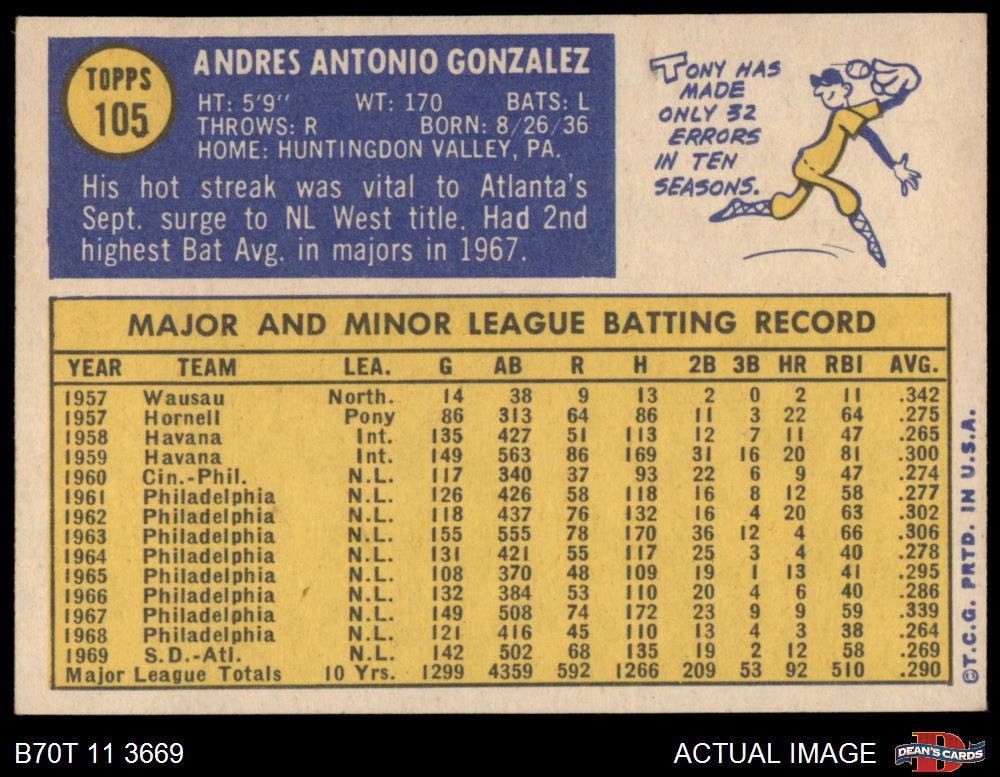 TOPPS
105
ANDRES ANTONIO GONZALEZ
HT: 5'9" WT: 170 BATS: L
THROWS: R BORN: 8/26/36
HOME: HUNTINGDON VALLEY, PA.
His hot streak was vital to Atlanta's
Sept. surge to NL West title. Had 2nd
highest Bat Avg. in majors in 1967.
TONY HAS
MADE
ONLY 32
ERRORS
IN TEN
SEASONS.
MAJOR AND MINOR LEAGUE BATTING RECORD
YEAR TEAM LEA. G AB R H 2B 3B HR RBI AVG.
1957 Wausau North. 14 38 9 13 2 0 2 11 .342
1957 Hornell Pony 86 313 64 86 11 3 22 64 .275
1958 Havana Int. 135 427 51 113 12 7 11 47 .265
1959 Havana Int. 149 563 86 169 31 16 20 81 .300
1960 Cin.-Phil. N.L. 117 340 37 93 22 6 9 47 .274
1961 Philadelphia N.L. 126 426 58 118 16 8 12 58 .277
1962 Philadelphia N.L. 118 437 76 132 16 4 20 63 .302
1963 Philadelphia N.L. 155 555 78 170 36 12 4 66 .306
1964 Philadelphia N.L. 131 421 55 117 25 3 4 40 .278
1965 Philadelphia N.L. 108 370 48 109 19 1 13 41 .295
1966 Philadelphia N.L. 132 384 53 110 20 4 6 40 .286
1967 Philadelphia N.L. 149 508 74 172 23 9 9 59 .339
1968 Philadelphia N.L. 121 416 45 110 13 4 3 38 .264
1969 S.D.-Atl. N.L. 142 502 68 135 19 2 12 58 .269
Major League Totals 10 Yrs. 1299 4359 592 1266 209 53 92 510 .290
©T.C.G. PRTD. IN U.S.A.
B70T 11 3669
ACTUAL IMAGE
D
DEAN'S CARDS